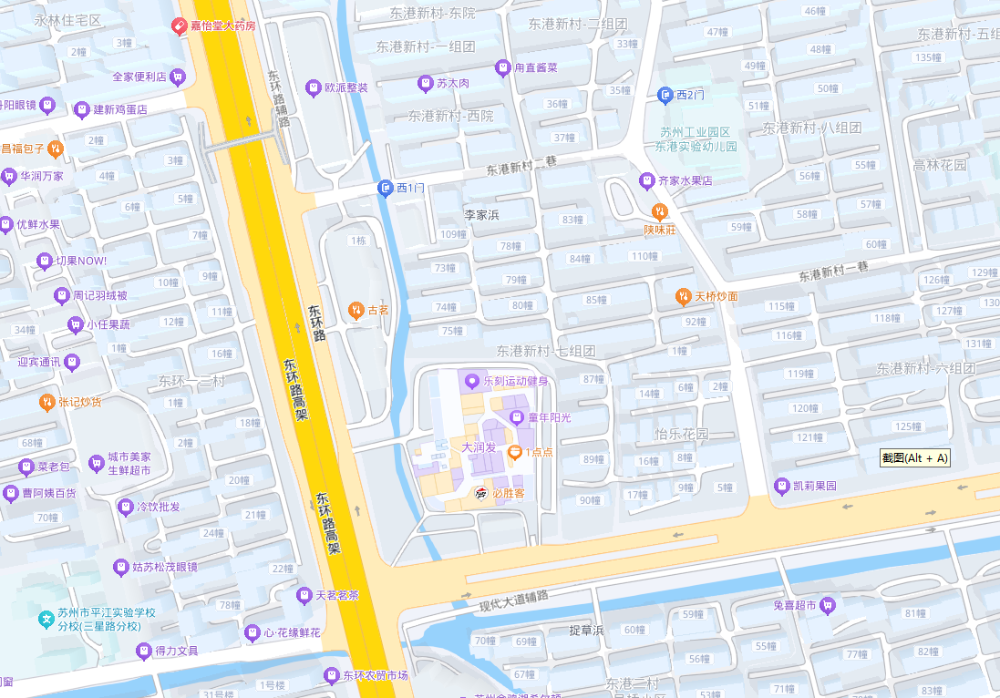 永林住宅区
嘉怡堂大药房
3幢
2幢
全家便利店
丹阳眼镜
建新鸡蛋店
2幢
昌福包子
3幢
华润万家
4幢
5幢
6幢
优鲜水果
7幢
切果NOW!
9幢
10幢
周记羽绒被
11幢
小任果蔬
12幢
34幢
1幢
16幢
迎宾通讯
东环一二村
张记炒货
1幢
18幢
68幢
2幢
城市美家
生鲜超市
菜老包
20幢
曹阿姨百货
冷饮批发
70幢
21幢
24幢
姑苏松茂眼镜
22幢
78幢
天茗茗茶
苏州市平江实验学校
分校(三星路分校)
心·花缘鲜花
得力文具
1号楼
31号楼
东环农贸市场
东环路辅路
东环路
东环路高架
东环路高架
欧派整装
西1门
1栋
古茗
东港新村-东院
东港新村-一组团
苏太肉
甪直酱菜
东港新村-西院
东港新村-二组团
33幢
35幢
36幢
37幢
东港新村二巷
李家浜
109幢
78幢
83幢
73幢
84幢
110幢
79幢
74幢
80幢
85幢
75幢
东港新村-七组团
46幢
47幢
48幢
49幢
50幢
51幢
西2门
苏州工业园区
东港实验幼儿园
东港新村-八组团
东港新村-五组
135幢
高林花园
齐家水果店
陕味莊
55幢
56幢
57幢
58幢
59幢
60幢
东港新村一巷
天桥炒面
92幢
1幢
126幢
129幢
127幢
130
115幢
118幢
116幢
131幢
119幢
东港新村-六组团
120幢
125幢
121幢
截图(Alt + A)
乐刻运动健身
童年阳光
大润发
1点点
必胜客
87幢
14幢
6幢
2幢
怡乐花园
89幢
16幢
8幢
90幢
17幢
9幢
5幢
凯莉果园
现代大道辅路
捉草浜
70幢
69幢
67幢
60幢
59幢
56幢
55幢
53幢
东港二村
兔喜超市
81幢
77幢
82幢
71幢
83幢